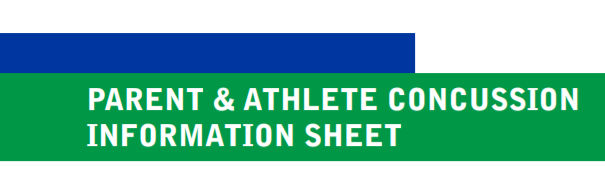 PARENT & ATHLETE CONCUSSION
INFORMATION SHEET